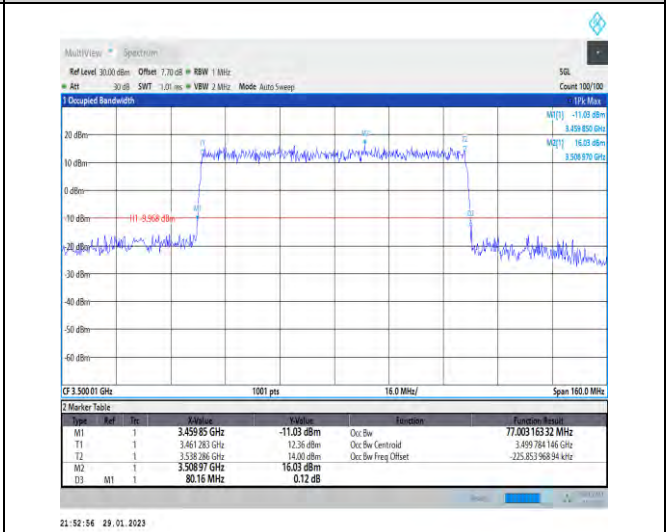 MultiView Spectrum
Ref Level 30.00 dBm Offset 7.70 dB RBW 1 MHz SGL
Att 30 dB SWT 1.01 ms VBW 2 MHz Mode Auto Sweep Count 100/100
1 Occupied Bandwidth 1Pk Max
M1[1] -11.03 dBm
3.459 850 GHz
M2[1] 16.03 dBm
3.508 970 GHz
20 dBm
10 dBm
0 dBm
-10 dBm H1 -9.968 dBm
-20 dBm
-30 dBm
-40 dBm
-50 dBm
-60 dBm
M1
CF 3.500 01 GHz 1001 pts 16.0 MHz/ Span 160.0 MHz
2 Marker Table
Type Ref Trc X-Value Y-Value Function Function Result
M1 1 3.459 85 GHz -11.03 dBm Occ Bw 77.003 163 32 MHz
T1 1 3.461 283 GHz 12.36 dBm Occ Bw Centroid 3.499 784 146 GHz
T2 1 3.538 286 GHz 14.00 dBm Occ Bw Freq Offset -225.853 968 94 kHz
M2 1 3.508 97 GHz 16.03 dBm
D3 M1 1 80.16 MHz 0.12 dB
21:52:56 29.01.2023